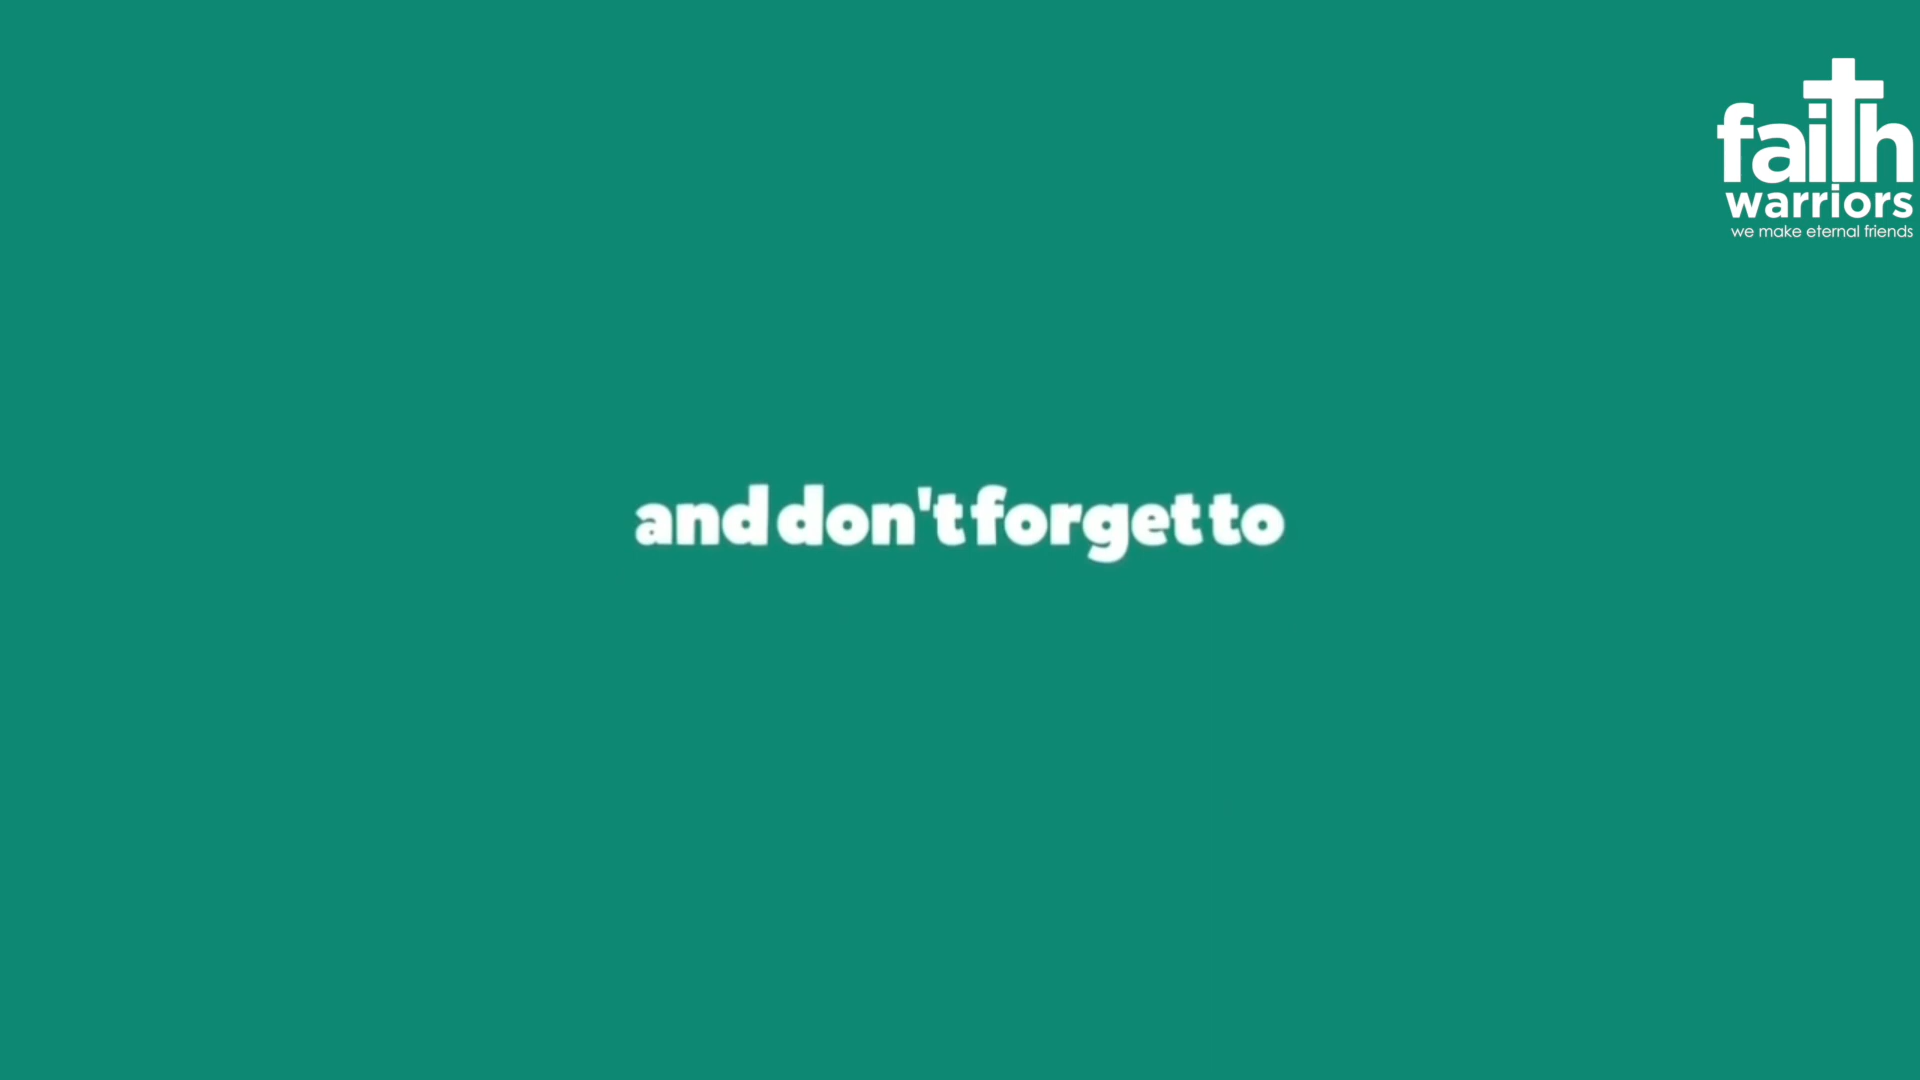 faith
warriors
we make eternal friends
and don't forget to